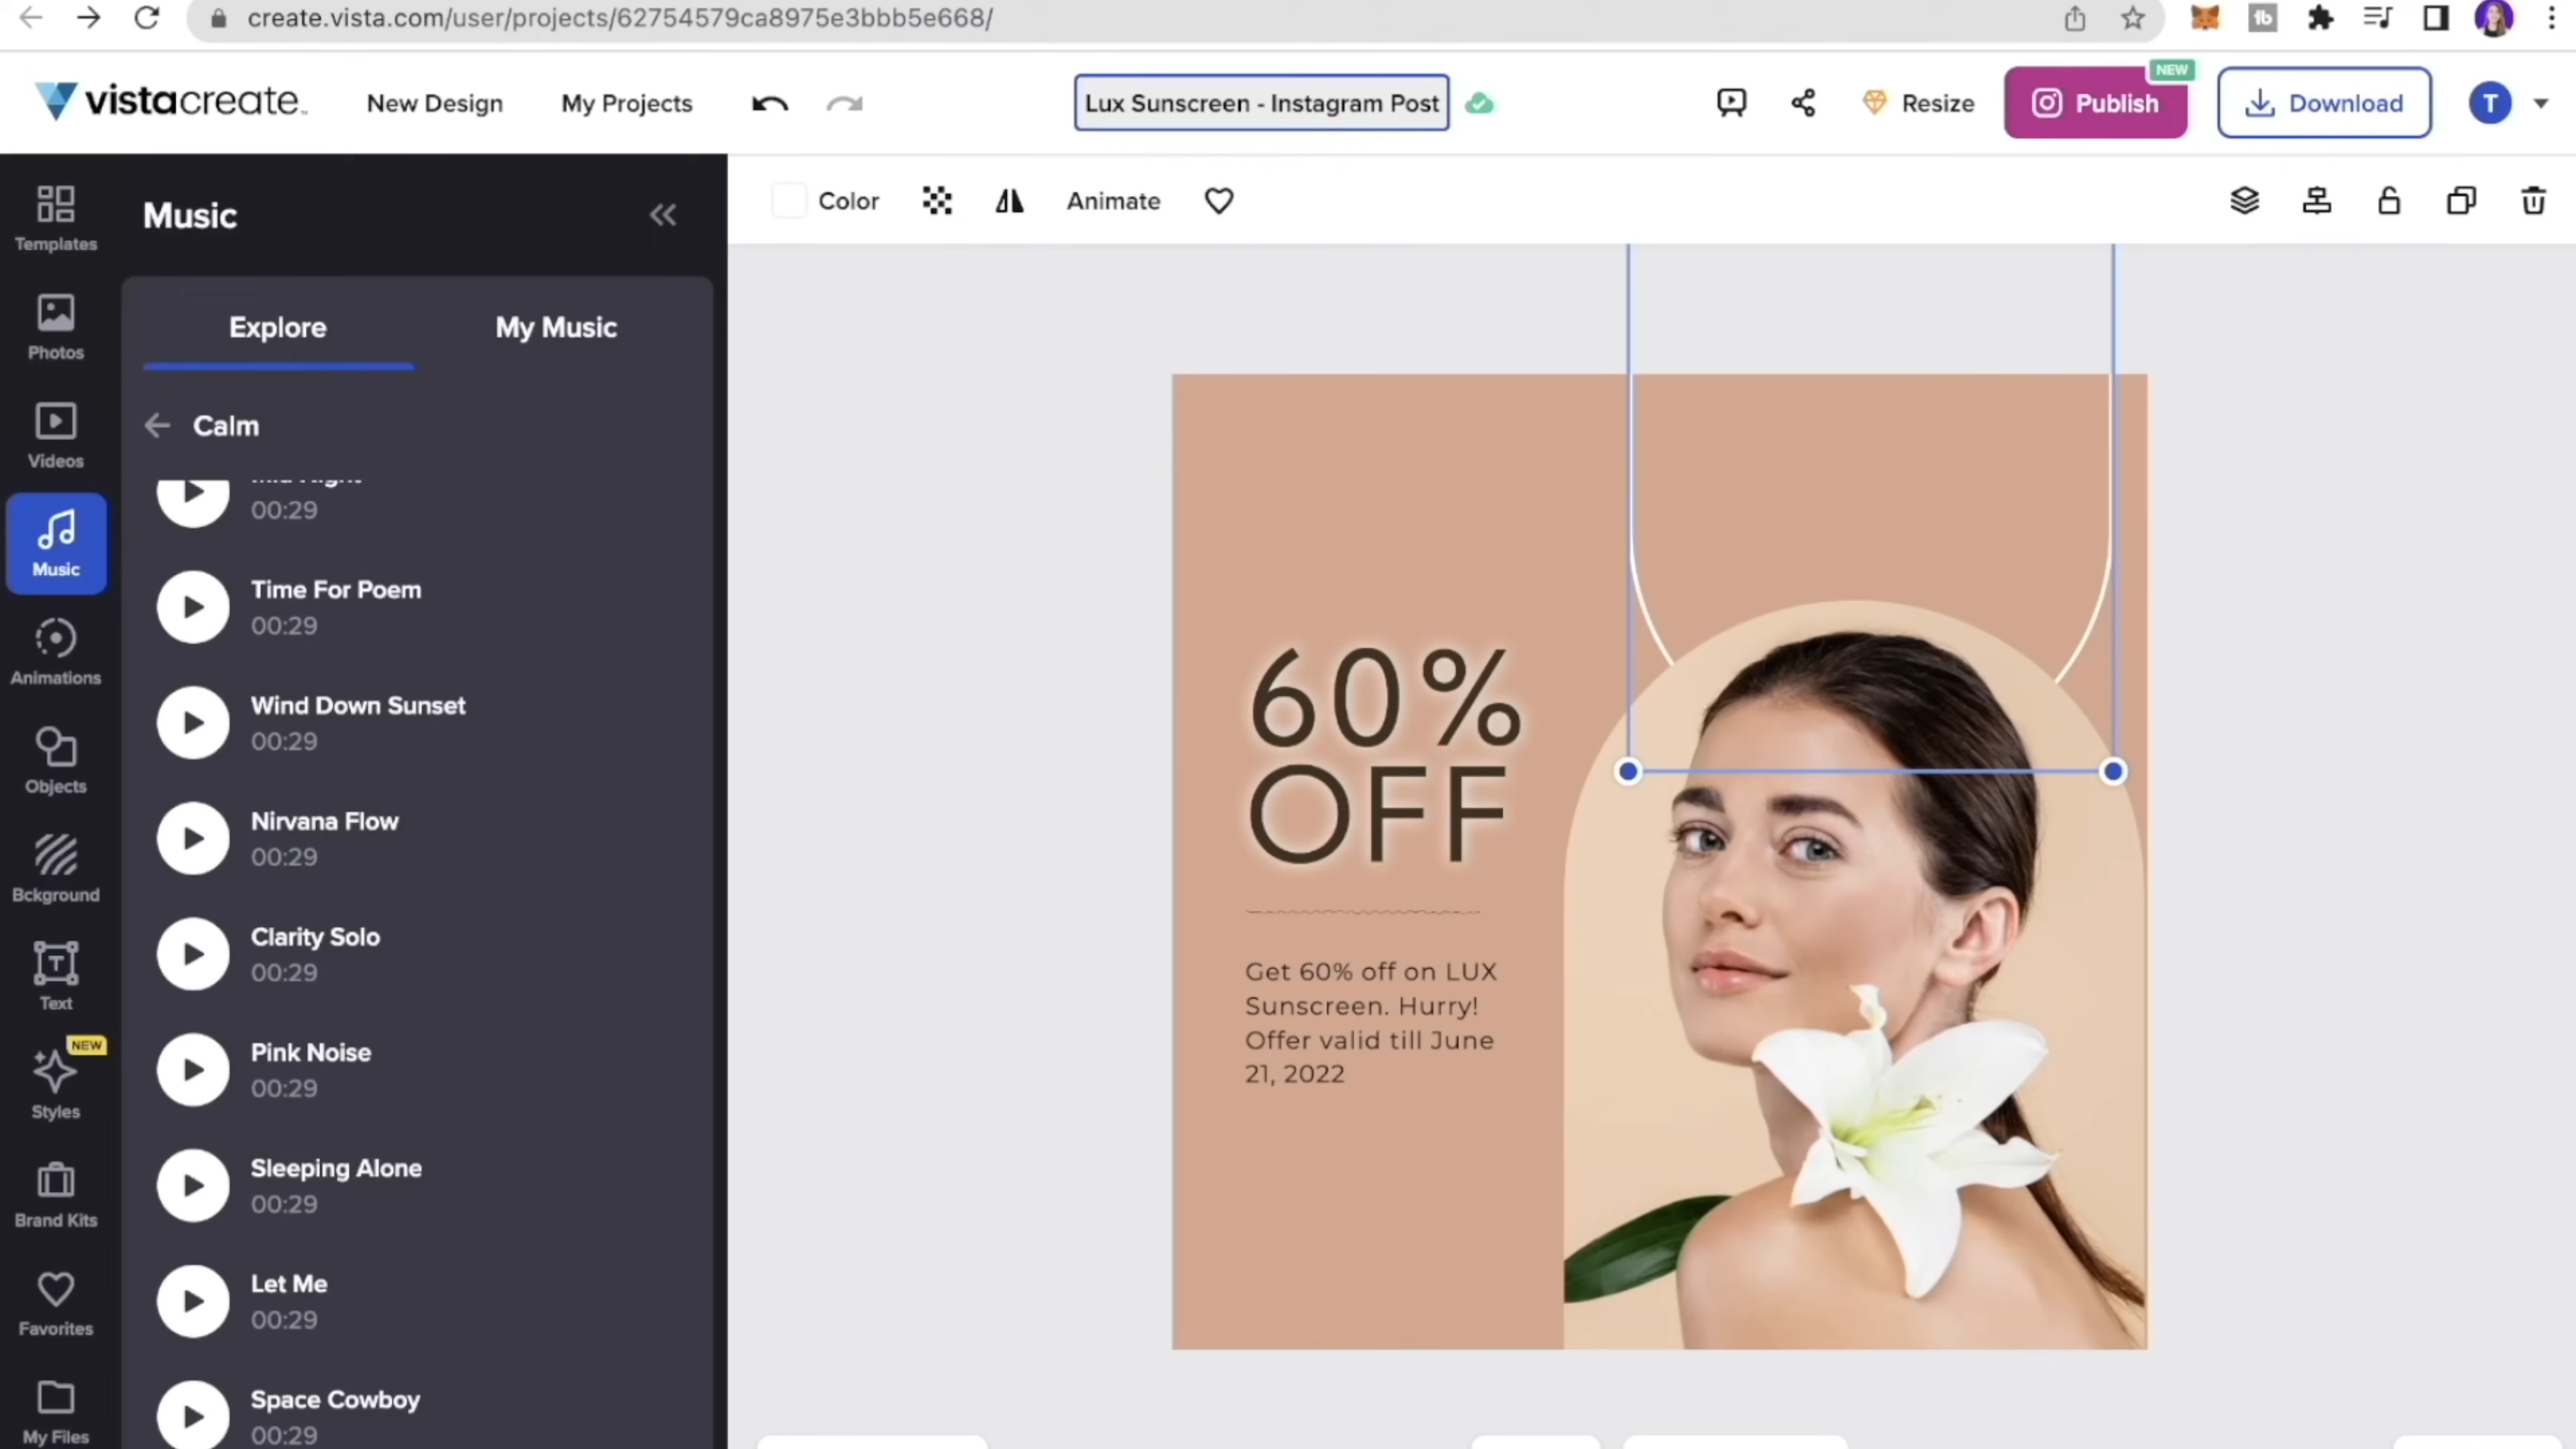 create.vista.com/user/projects/62754579ca8975e3bbb5e668/
vistacreate
New Design
My Projects
Lux Sunscreen - Instagram Post
Resize
Publish
NEW
Download
T
Templates
Photos
Videos
Music
Animations
Objects
Bckground
Text
NEW
Styles
Brand Kits
Favorites
My Files
Music
Explore
My Music
Calm
00:29
Time For Poem
00:29
Wind Down Sunset
00:29
Nirvana Flow
00:29
Clarity Solo
00:29
Pink Noise
00:29
Sleeping Alone
00:29
Let Me
00:29
Space Cowboy
00:29
Color
Animate
60%
OFF
Get 60% off on LUX
Sunscreen. Hurry!
Offer valid till June
21, 2022